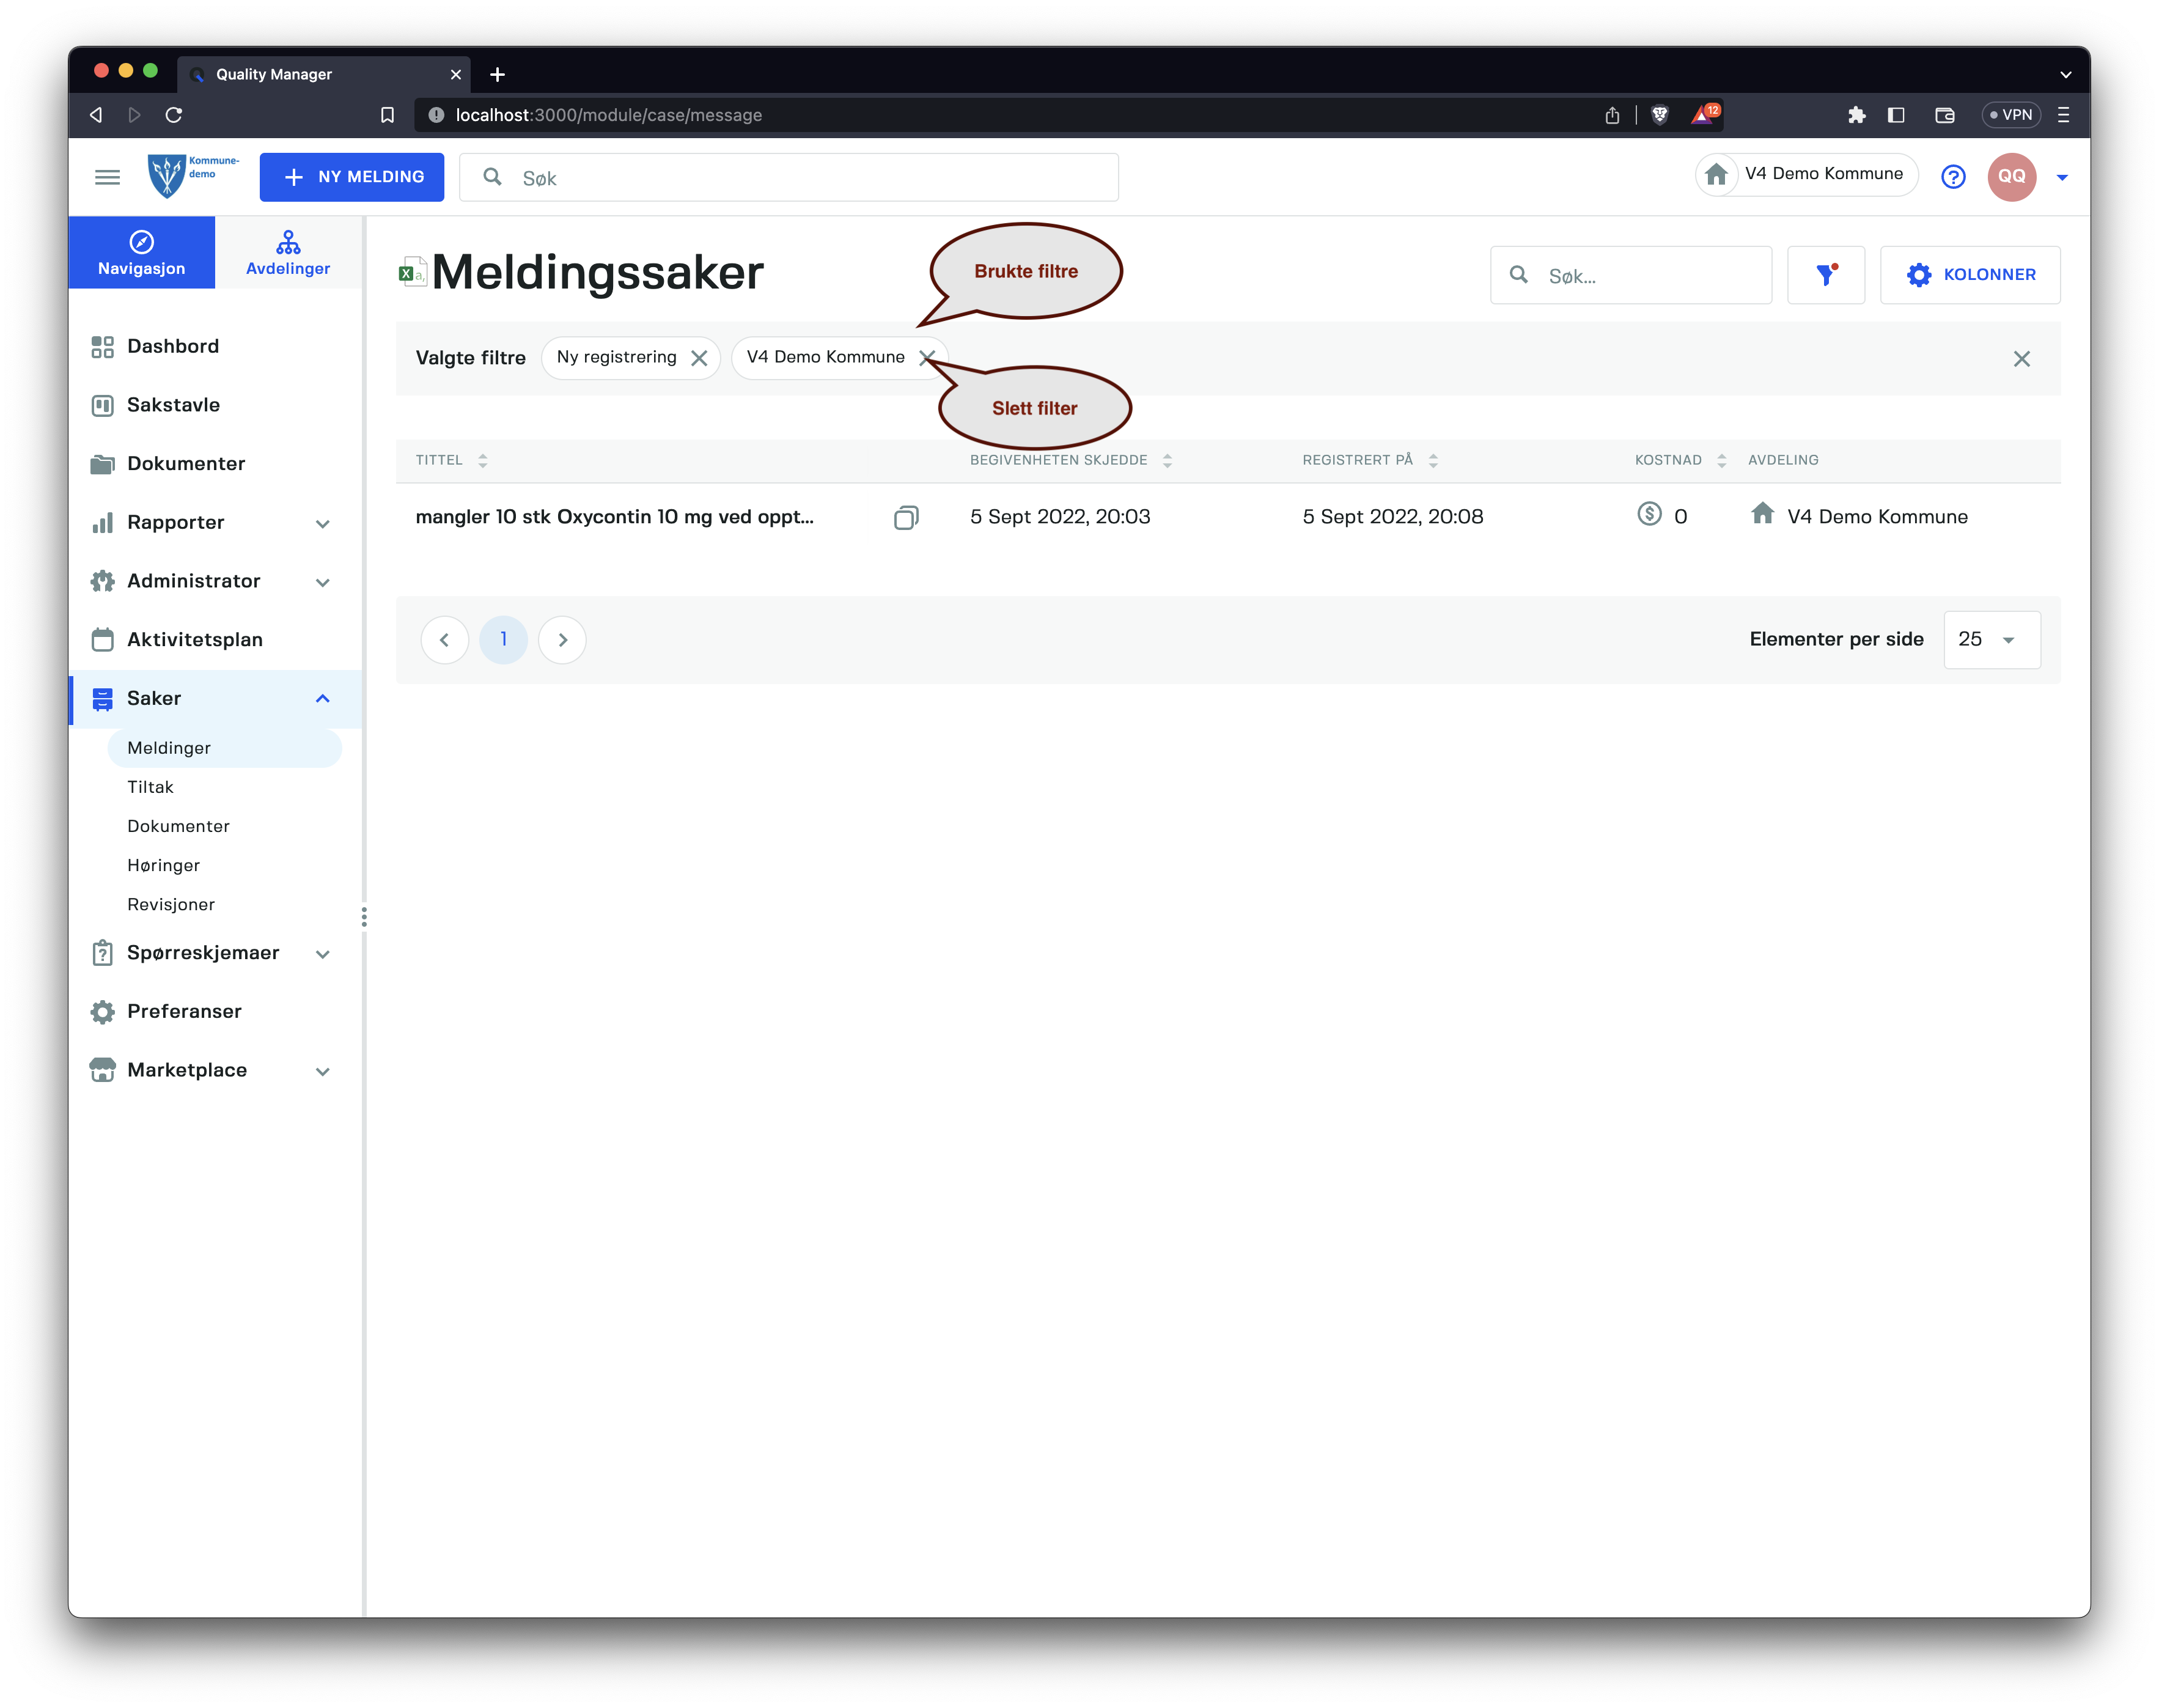 Quality Manager
localhost:3000/module/case/message
12
VPN
Kommune-
demo
NY MELDING
Søk
V4 Demo Kommune
QQ
Navigasjon
Avdelinger
Dashbord
Sakstavle
Dokumenter
Rapporter
Administrator
Aktivitetsplan
Saker
Meldinger
Tiltak
Dokumenter
Høringer
Revisjoner
Spørreskjemaer
Preferanser
Marketplace
Meldingssaker
Brukte filtre
Søk...
KOLONNER
Valgte filtre
Ny registrering
V4 Demo Kommune
Slett filter
TITTEL
BEGIVENHETEN SKJEDDE
REGISTRERT PÅ
KOSTNAD
AVDELING
mangler 10 stk Oxycontin 10 mg ved oppt...
5 Sept 2022, 20:03
5 Sept 2022, 20:08
0
V4 Demo Kommune
1
Elementer per side
25